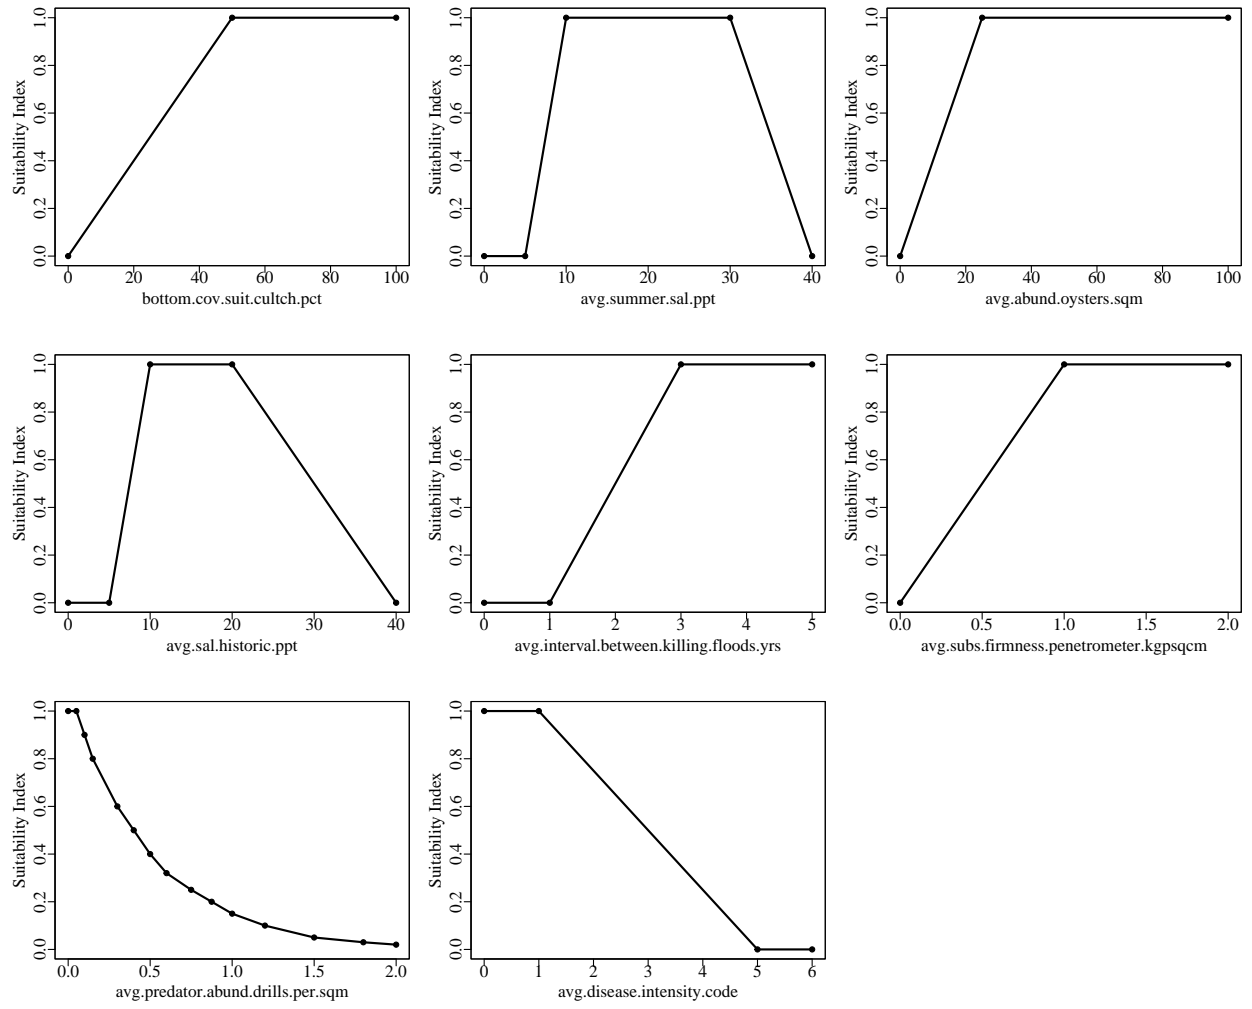 Suitability Index
0.0 0.2 0.4 0.6 0.8 1.0
0 20 40 60 80 100
bottom.cov.suit.cultch.pct
Suitability Index
0.0 0.2 0.4 0.6 0.8 1.0
0 10 20 30 40
avg.summer.sal.ppt
Suitability Index
0.0 0.2 0.4 0.6 0.8 1.0
0 20 40 60 80 100
avg.abund.oysters.sqm
Suitability Index
0.0 0.2 0.4 0.6 0.8 1.0
0 10 20 30 40
avg.sal.historic.ppt
Suitability Index
0.0 0.2 0.4 0.6 0.8 1.0
0 1 2 3 4 5
avg.interval.between.killing.floods.yrs
Suitability Index
0.0 0.2 0.4 0.6 0.8 1.0
0.0 0.5 1.0 1.5 2.0
avg.subs.firmness.penetrometer.kgpsqcm
Suitability Index
0.0 0.2 0.4 0.6 0.8 1.0
0.0 0.5 1.0 1.5 2.0
avg.predator.abund.drills.per.sqm
Suitability Index
0.0 0.2 0.4 0.6 0.8 1.0
0 1 2 3 4 5 6
avg.disease.intensity.code